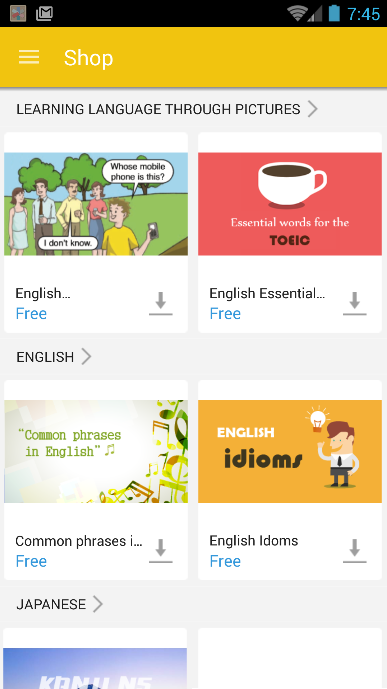 7:45
Shop
LEARNING LANGUAGE THROUGH PICTURES
Whose mobile
phone is this?
I don't know.
English...
Free
Essential words for the
TOEIC
English Essential...
Free
ENGLISH
"Common phrases
in English"
Common phrases i...
Free
ENGLISH
idioms
English Idoms
Free
JAPANESE